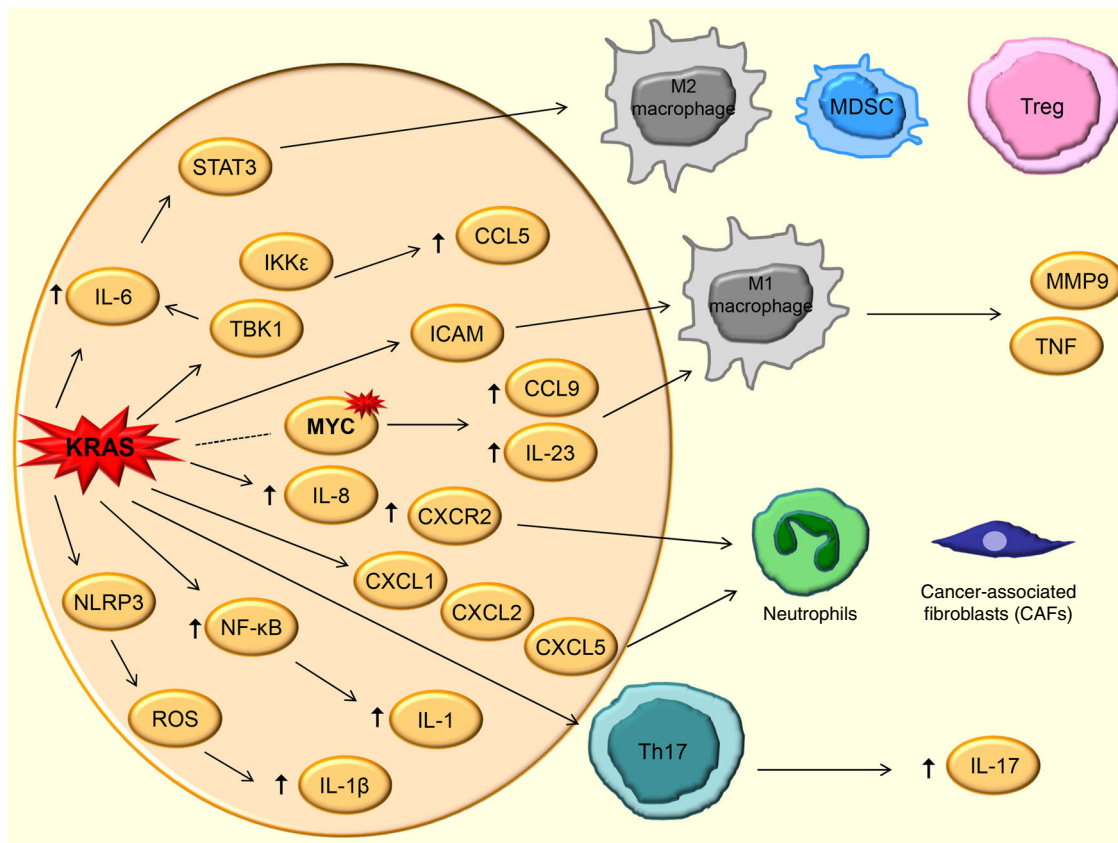 M2
macrophage
MDSC
Treg
STAT3
IKKε
↑ CCL5
↑ IL-6
TBK1
ICAM
M1
macrophage
MMP9
TNF
↑ CCL9
KRAS
MYC
↑ IL-23
↑ IL-8
↑ CXCR2
NLRP3
↑ NF-κB
CXCL1
CXCL2
CXCL5
Neutrophils
Cancer-associated
fibroblasts (CAFs)
ROS
↑ IL-1
↑ IL-1β
Th17
↑ IL-17